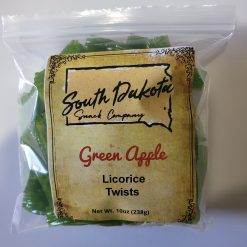 South Dakota
Snack Company
Green Apple
Licorice
Twists
Net Wt. 10oz (238g)